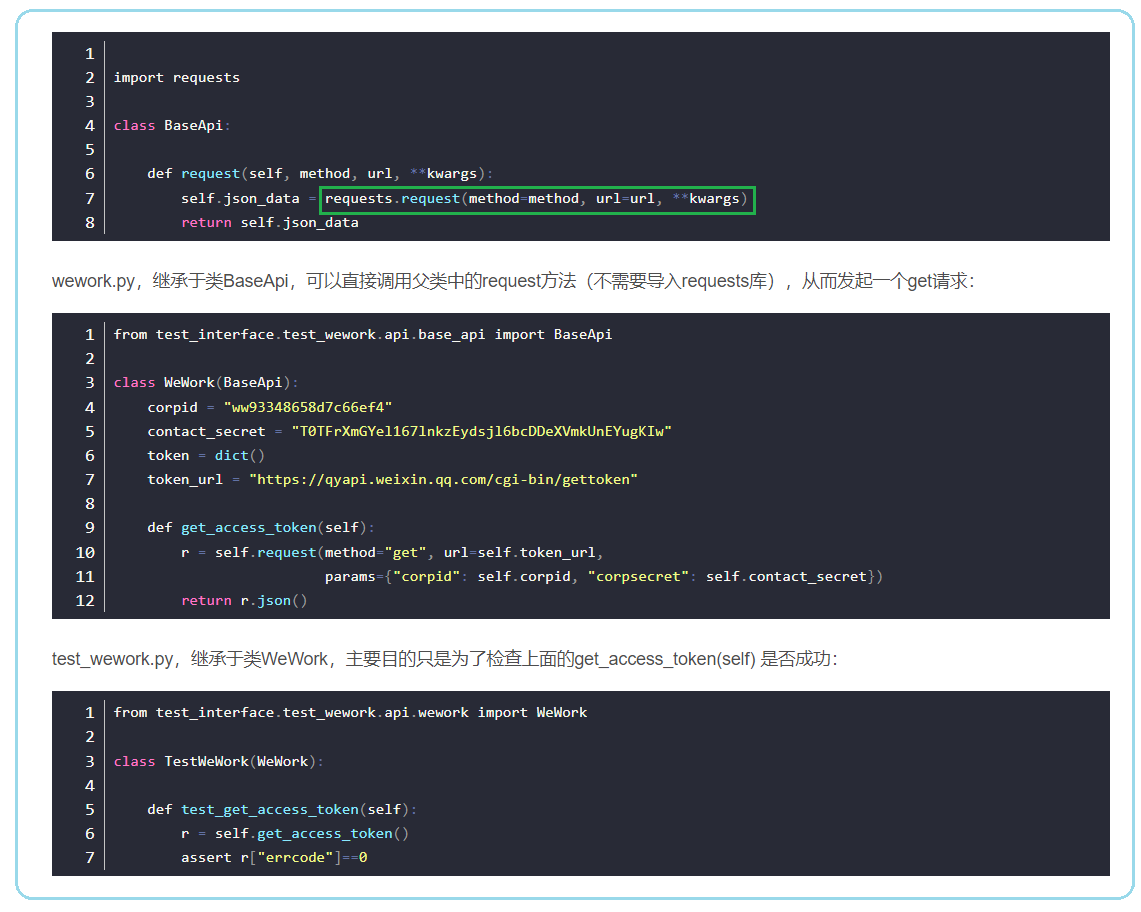 1
2 import requests
3
4 class BaseApi:
5
6     def request(self, method, url, **kwargs):
7         self.json_data = requests.request(method=method, url=url, **kwargs)
8         return self.json_data
wework.py，继承于类BaseApi，可以直接调用父类中的request方法（不需要导入requests库），从而发起一个get请求：
1 from test_interface.test_wework.api.base_api import BaseApi
2
3 class WeWork(BaseApi):
4     corpid = "ww93348658d7c66ef4"
5     contact_secret = "T0TFrXmGYel167lnkzEydsjl6bcDDeXVmkUnEYugKIw"
6     token = dict()
7     token_url = "https://qyapi.weixin.qq.com/cgi-bin/gettoken"
8
9     def get_access_token(self):
10         r = self.request(method="get", url=self.token_url,
11                          params={"corpid": self.corpid, "corpsecret": self.contact_secret})
12         return r.json()
test_wework.py，继承于类WeWork，主要目的只是为了检查上面的get_access_token(self) 是否成功：
1 from test_interface.test_wework.api.wework import WeWork
2
3 class TestWeWork(WeWork):
4
5     def test_get_access_token(self):
6         r = self.get_access_token()
7         assert r["errcode"]==0